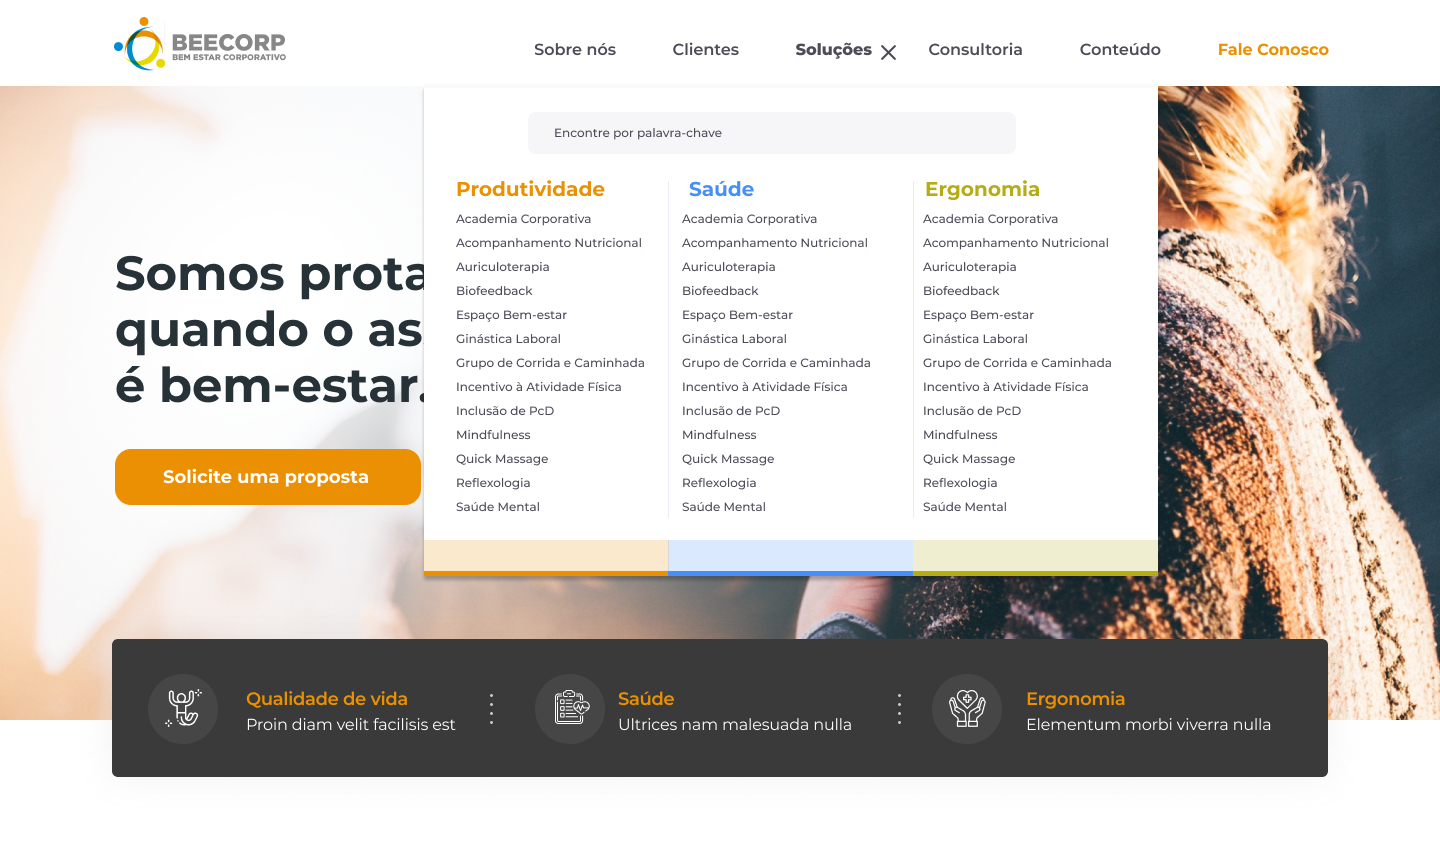 BEECORP
BEM ESTAR CORPORATIVO
Sobre nós
Clientes
Soluções
Consultoria
Conteúdo
Fale Conosco
Encontre por palavra-chave
Produtividade
Academia Corporativa
Acompanhamento Nutricional
Auriculoterapia
Biofeedback
Espaço Bem-estar
Ginástica Laboral
Grupo de Corrida e Caminhada
Incentivo à Atividade Física
Inclusão de PcD
Mindfulness
Quick Massage
Reflexologia
Saúde Mental
Saúde
Academia Corporativa
Acompanhamento Nutricional
Auriculoterapia
Biofeedback
Espaço Bem-estar
Ginástica Laboral
Grupo de Corrida e Caminhada
Incentivo à Atividade Física
Inclusão de PcD
Mindfulness
Quick Massage
Reflexologia
Saúde Mental
Ergonomia
Academia Corporativa
Acompanhamento Nutricional
Auriculoterapia
Biofeedback
Espaço Bem-estar
Ginástica Laboral
Grupo de Corrida e Caminhada
Incentivo à Atividade Física
Inclusão de PcD
Mindfulness
Quick Massage
Reflexologia
Saúde Mental
Somos prota
quando o as
é bem-estar.
Solicite uma proposta
Qualidade de vida
Proin diam velit facilisis est
Saúde
Ultrices nam malesuada nulla
Ergonomia
Elementum morbi viverra nulla